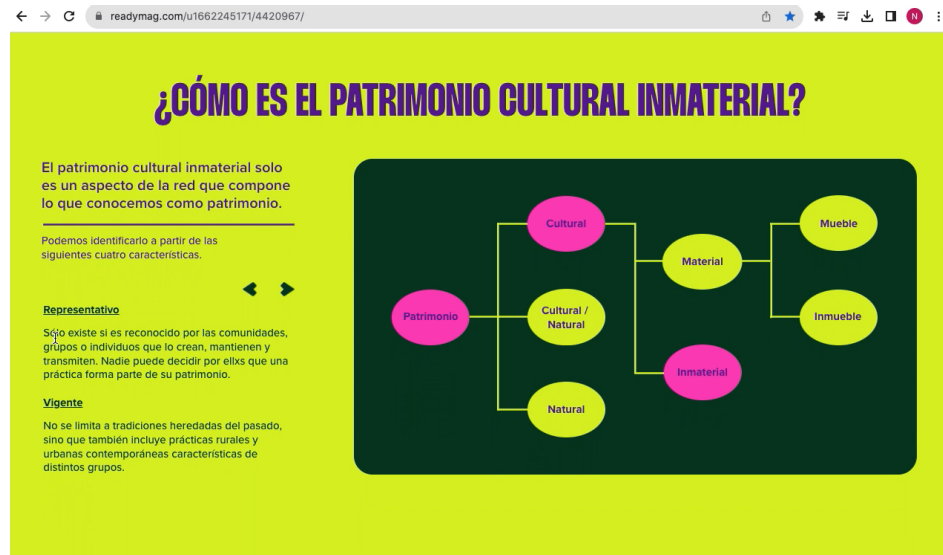 readymag.com/u1662245171/4420967/
N
¿CÓMO ES EL PATRIMONIO CULTURAL INMATERIAL?
El patrimonio cultural inmaterial solo
es un aspecto de la red que compone
lo que conocemos como patrimonio.
Podemos identificarlo a partir de las
siguientes cuatro características.
Representativo
Sólo existe si es reconocido por las comunidades,
grupos o individuos que lo crean, mantienen y
transmiten. Nadie puede decidir por ellxs que una
práctica forma parte de su patrimonio.
Vigente
No se limita a tradiciones heredadas del pasado,
sino que también incluye prácticas rurales y
urbanas contemporáneas características de
distintos grupos.
Patrimonio
Cultural
Cultural /
Natural
Natural
Material
Inmaterial
Mueble
Inmueble